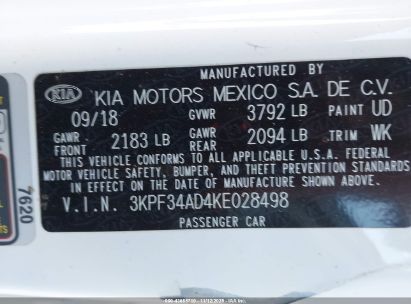 MANUFACTURED BY
KIA KIA MOTORS MEXICO S.A. DE C.V.
09/18 GVWR 3792 LB PAINT UD
GAWR FRONT 2183 LB GAWR REAR 2094 LB TRIM WK
THIS VEHICLE CONFORMS TO ALL APPLICABLE U.S. FEDERAL
MOTOR VEHICLE SAFETY, BUMPER, AND THEFT PREVENTION STANDARDS
IN EFFECT ON THE DATE OF MANUFACTURE SHOWN ABOVE.
V.I.N. 3KPF34AD4KE028498
PASSENGER CAR
7620